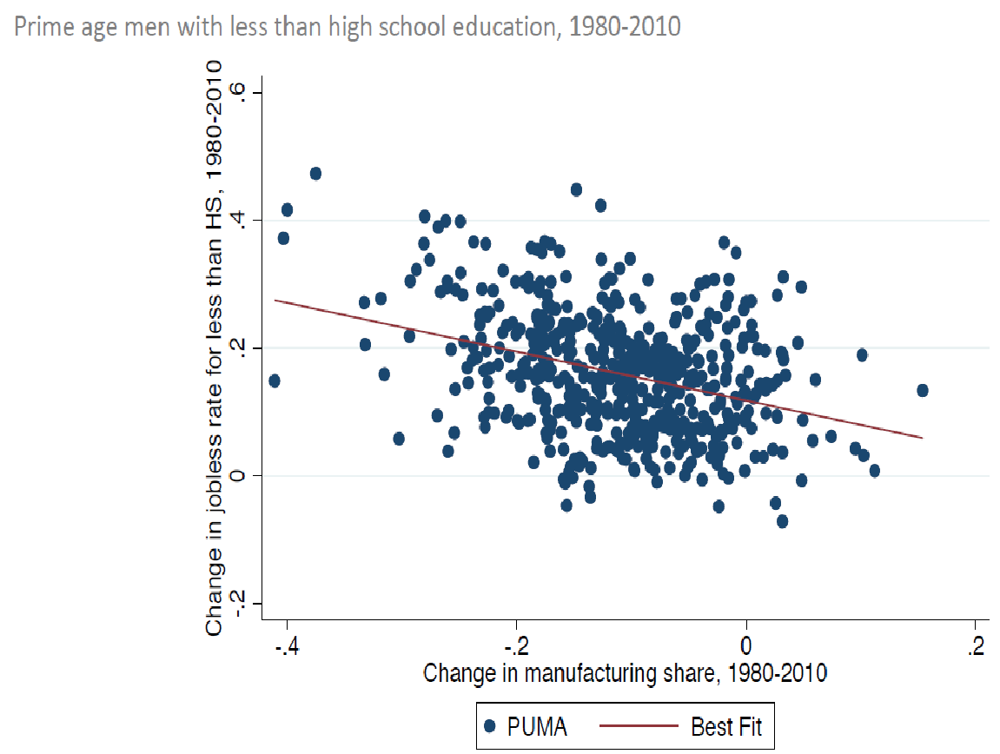 Prime age men with less than high school education, 1980-2010
Change in jobless rate for less than HS, 1980-2010
.6
.4
.2
0
-.2
-.4
-.2
0
.2
Change in manufacturing share, 1980-2010
PUMA
Best Fit